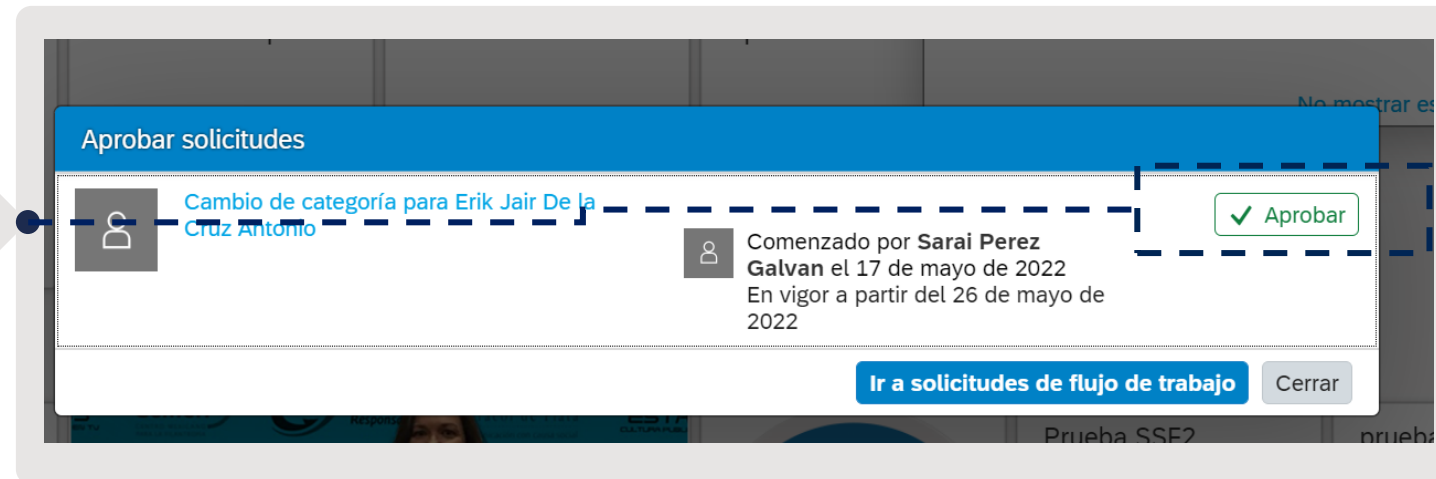 No mostrar es
Aprobar solicitudes
Cambio de categoría para Erik Jair De la
Cruz Antonio
Aprobar
Comenzado por Sarai Perez
Galvan el 17 de mayo de 2022
En vigor a partir del 26 de mayo de
2022
Ir a solicitudes de flujo de trabajo
Cerrar
Prueba SSF2
prueba